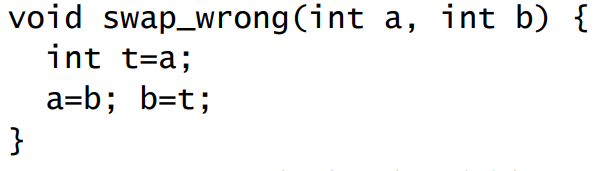 void swap_wrong(int a, int b) {
  int t=a;
  a=b; b=t;
}